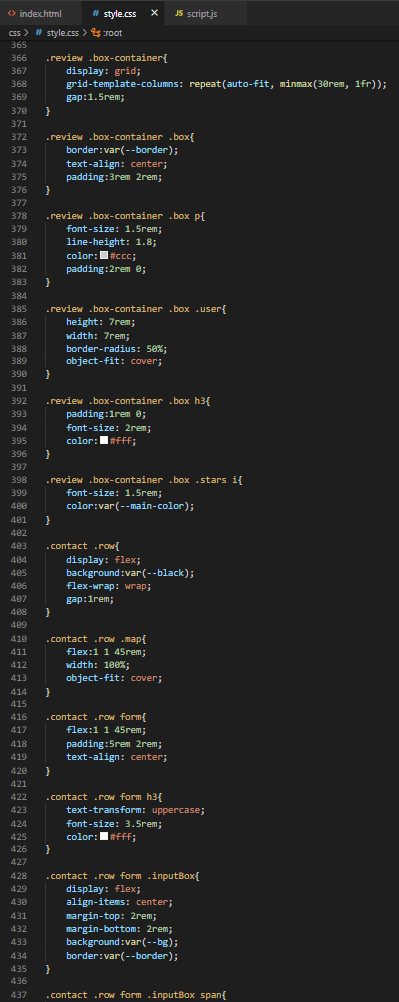 index.html style.css script.js
css > style.css > :root
365
366 .review .box-container{
367 display: grid;
368 grid-template-columns: repeat(auto-fit, minmax(30rem, 1fr));
369 gap:1.5rem;
370 }
371
372 .review .box-container .box{
373 border:var(--border);
374 text-align: center;
375 padding:3rem 2rem;
376 }
377
378 .review .box-container .box p{
379 font-size: 1.5rem;
380 line-height: 1.8;
381 color:#ccc;
382 padding:2rem 0;
383 }
384
385 .review .box-container .box .user{
386 height: 7rem;
387 width: 7rem;
388 border-radius: 50%;
389 object-fit: cover;
390 }
391
392 .review .box-container .box h3{
393 padding:1rem 0;
394 font-size: 2rem;
395 color:#fff;
396 }
397
398 .review .box-container .box .stars i{
399 font-size: 1.5rem;
400 color:var(--main-color);
401 }
402
403 .contact .row{
404 display: flex;
405 background:var(--black);
406 flex-wrap: wrap;
407 gap:1rem;
408 }
409
410 .contact .row .map{
411 flex:1 1 45rem;
412 width: 100%;
413 object-fit: cover;
414 }
415
416 .contact .row form{
417 flex:1 1 45rem;
418 padding:5rem 2rem;
419 text-align: center;
420 }
421
422 .contact .row form h3{
423 text-transform: uppercase;
424 font-size: 3.5rem;
425 color:#fff;
426 }
427
428 .contact .row form .inputBox{
429 display: flex;
430 align-items: center;
431 margin-top: 2rem;
432 margin-bottom: 2rem;
433 background:var(--bg);
434 border:var(--border);
435 }
436
437 .contact .row form .inputBox span{